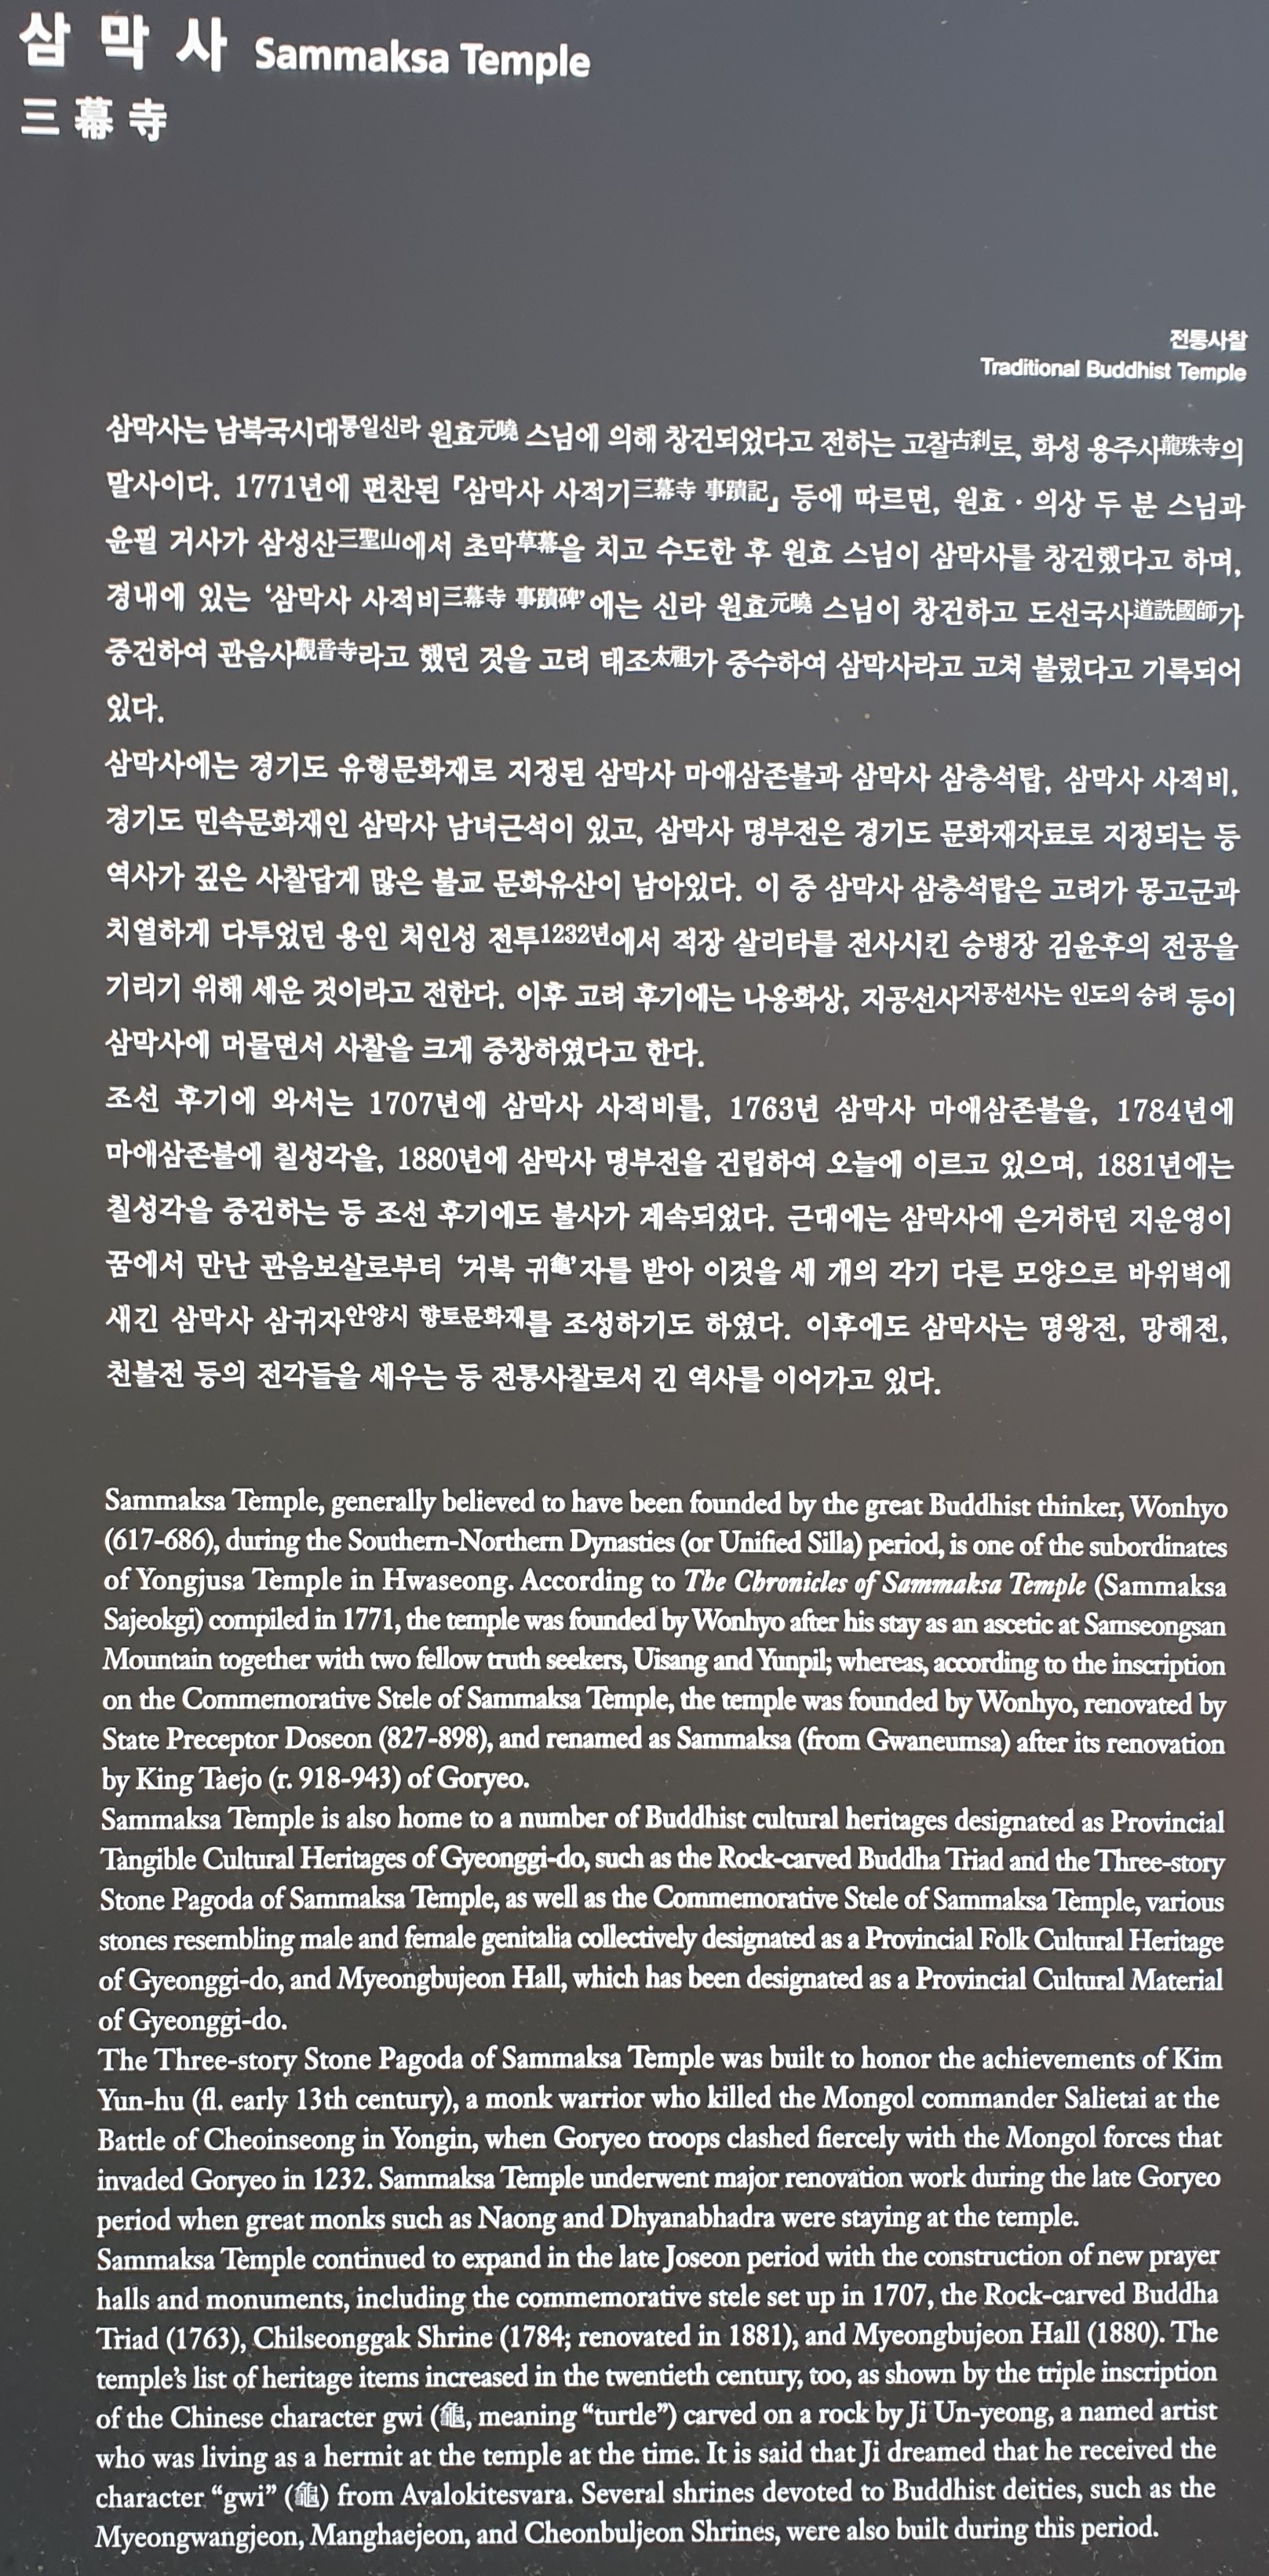 삼막사 Sammaksa Temple
三幕寺
전통사찰
Traditional Buddhist Temple
삼막사는 남북국시대통일신라 원효元曉 스님에 의해 창건되었다고 전하는 고찰古刹로, 화성 용주사龍珠寺의
말사이다. 1771년에 편찬된 『삼막사 사적기三幕寺 事蹟記』 등에 따르면, 원효 · 의상 두 분 스님과
윤필 거사가 삼성산三聖山에서 초막草幕을 치고 수도한 후 원효 스님이 삼막사를 창건했다고 하며,
경내에 있는 ‘삼막사 사적비三幕寺 事蹟碑’에는 신라 원효元曉 스님이 창건하고 도선국사道詵國師가
중건하여 관음사觀音寺라고 했던 것을 고려 태조太祖가 중수하여 삼막사라고 고쳐 불렀다고 기록되어
있다.
삼막사에는 경기도 유형문화재로 지정된 삼막사 마애삼존불과 삼막사 삼층석탑, 삼막사 사적비,
경기도 민속문화재인 삼막사 남녀근석이 있고, 삼막사 명부전은 경기도 문화재자료로 지정되는 등
역사가 깊은 사찰답게 많은 불교 문화유산이 남아있다. 이 중 삼막사 삼층석탑은 고려가 몽고군과
치열하게 다투었던 용인 처인성 전투1232년에서 적장 살리타를 전사시킨 승병장 김윤후의 전공을
기리기 위해 세운 것이라고 전한다. 이후 고려 후기에는 나옹화상, 지공선사지공선사는 인도의 승려 등이
삼막사에 머물면서 사찰을 크게 중창하였다고 한다.
조선 후기에 와서는 1707년에 삼막사 사적비를, 1763년 삼막사 마애삼존불을, 1784년에
마애삼존불에 칠성각을, 1880년에 삼막사 명부전을 건립하여 오늘에 이르고 있으며, 1881년에는
칠성각을 중건하는 등 조선 후기에도 불사가 계속되었다. 근대에는 삼막사에 은거하던 지운영이
꿈에서 만난 관음보살로부터 ‘거북 귀龜’자를 받아 이것을 세 개의 각기 다른 모양으로 바위벽에
새긴 삼막사 삼귀자안양시 향토문화재를 조성하기도 하였다. 이후에도 삼막사는 명왕전, 망해전,
천불전 등의 전각들을 세우는 등 전통사찰로서 긴 역사를 이어가고 있다.
Sammaksa Temple, generally believed to have been founded by the great Buddhist thinker, Wonhyo
(617-686), during the Southern-Northern Dynasties (or Unified Silla) period, is one of the subordinates
of Yongjusa Temple in Hwaseong. According to The Chronicles of Sammaksa Temple (Sammaksa
Sajeokgi) compiled in 1771, the temple was founded by Wonhyo after his stay as an ascetic at Samseongsan
Mountain together with two fellow truth seekers, Uisang and Yunpil; whereas, according to the inscription
on the Commemorative Stele of Sammaksa Temple, the temple was founded by Wonhyo, renovated by
State Preceptor Doseon (827-898), and renamed as Sammaksa (from Gwaneumsa) after its renovation
by King Taejo (r. 918-943) of Goryeo.
Sammaksa Temple is also home to a number of Buddhist cultural heritages designated as Provincial
Tangible Cultural Heritages of Gyeonggi-do, such as the Rock-carved Buddha Triad and the Three-story
Stone Pagoda of Sammaksa Temple, as well as the Commemorative Stele of Sammaksa Temple, various
stones resembling male and female genitalia collectively designated as a Provincial Folk Cultural Heritage
of Gyeonggi-do, and Myeongbujeon Hall, which has been designated as a Provincial Cultural Material
of Gyeonggi-do.
The Three-story Stone Pagoda of Sammaksa Temple was built to honor the achievements of Kim
Yun-hu (fl. early 13th century), a monk warrior who killed the Mongol commander Salietai at the
Battle of Cheoinseong in Yongin, when Goryeo troops clashed fiercely with the Mongol forces that
invaded Goryeo in 1232. Sammaksa Temple underwent major renovation work during the late Goryeo
period when great monks such as Naong and Dhyanabhadra were staying at the temple.
Sammaksa Temple continued to expand in the late Joseon period with the construction of new prayer
halls and monuments, including the commemorative stele set up in 1707, the Rock-carved Buddha
Triad (1763), Chilseonggak Shrine (1784; renovated in 1881), and Myeongbujeon Hall (1880). The
temple’s list of heritage items increased in the twentieth century, too, as shown by the triple inscription
of the Chinese character gwi (龜, meaning “turtle”) carved on a rock by Ji Un-yeong, a named artist
who was living as a hermit at the temple at the time. It is said that Ji dreamed that he received the
character “gwi” (龜) from Avalokitesvara. Several shrines devoted to Buddhist deities, such as the
Myeongwangjeon, Manghaejeon, and Cheonbuljeon Shrines, were also built during this period.